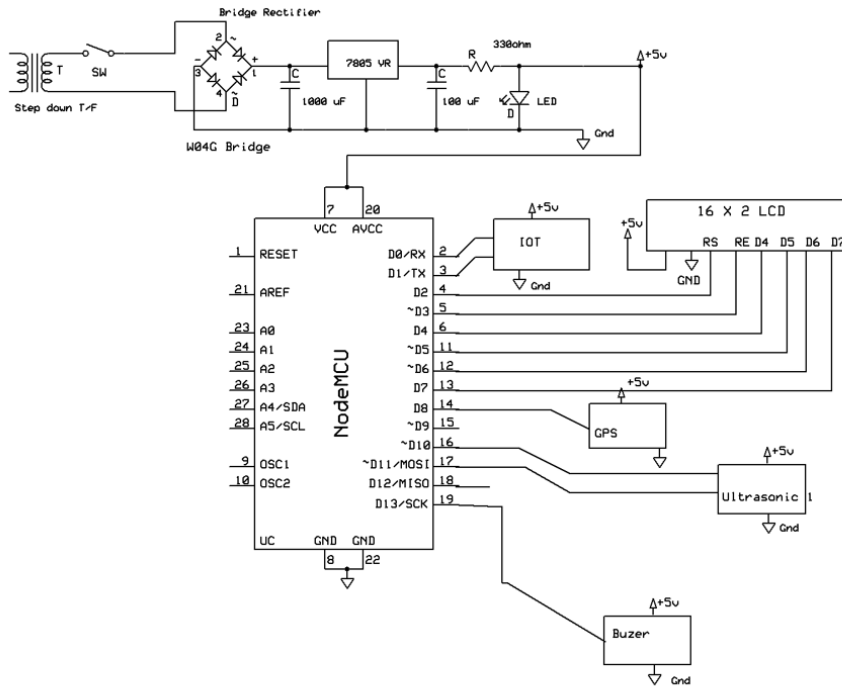 Bridge Rectifier
2
~
-
+
3
1
4
~
D
T
SW
Step down T/F
W04G Bridge
C
1000 uF
7805 VR
C
100 uF
R
330ohm
LED
D
+5v
Gnd
7
20
VCC
AVCC
1
RESET
21
AREF
23
A0
24
A1
25
A2
26
A3
27
A4/SDA
28
A5/SCL
9
OSC1
10
OSC2
UC
NodeMCU
D0/RX
2
D1/TX
3
D2
4
~D3
5
D4
6
~D5
11
~D6
12
D7
13
D8
14
~D9
15
~D10
16
~D11/MOSI
17
D12/MISO
18
D13/SCK
19
GND
GND
8
22
+5v
IOT
Gnd
+5v
16 X 2 LCD
RS
RE
D4
D5
D6
D7
GND
+5v
GPS
+5v
Ultrasonic 1
Gnd
+5v
Buzer
Gnd